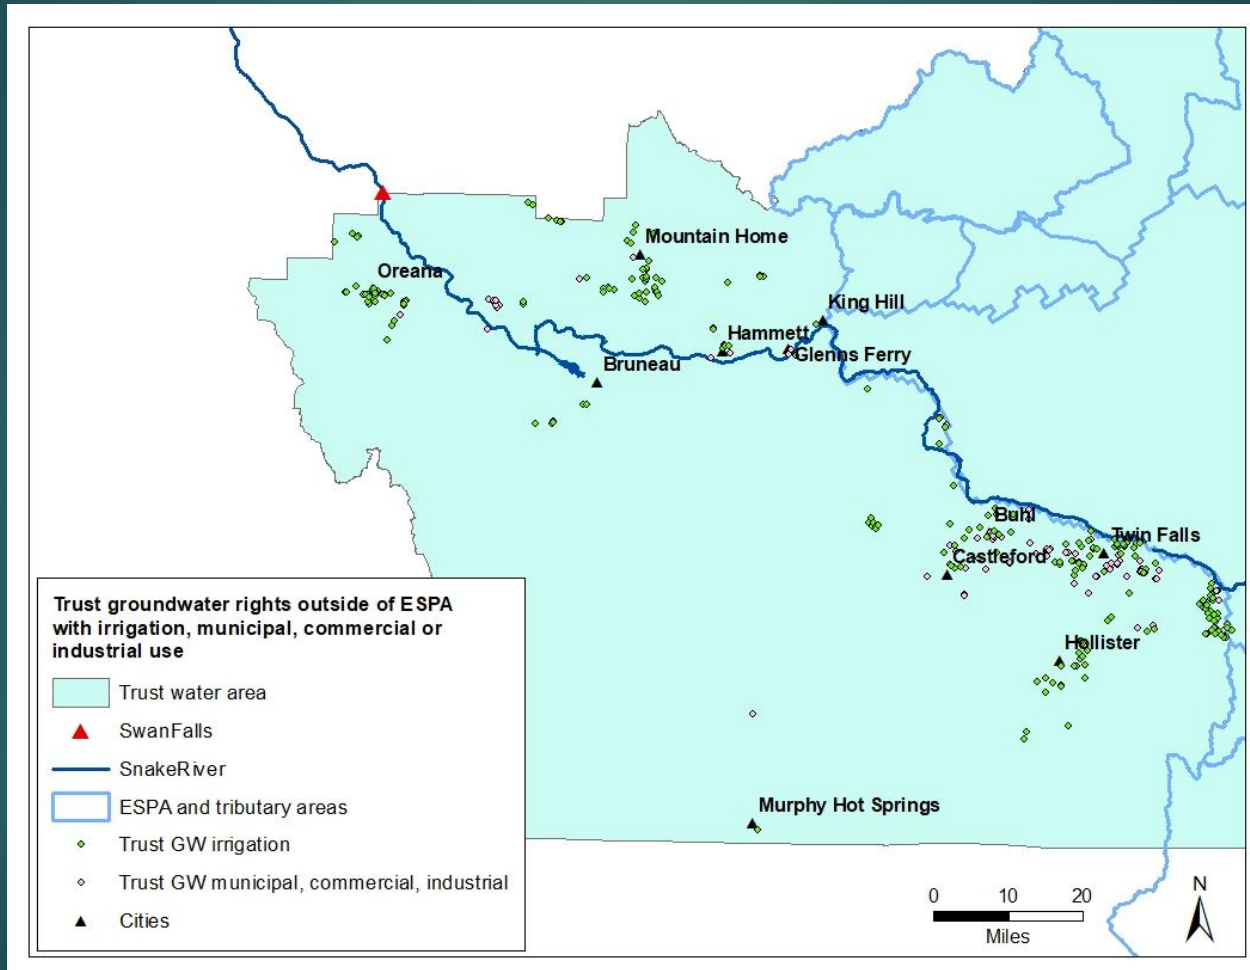 Mountain Home
Oreana
King Hill
Hammett
Glenns Ferry
Bruneau
Buhl
Twin Falls
Castleford
Hollister
Murphy Hot Springs
Trust groundwater rights outside of ESPA
with irrigation, municipal, commercial or
industrial use
Trust water area
SwanFalls
SnakeRiver
ESPA and tributary areas
Trust GW irrigation
Trust GW municipal, commercial, industrial
Cities
0 10 20
Miles
N